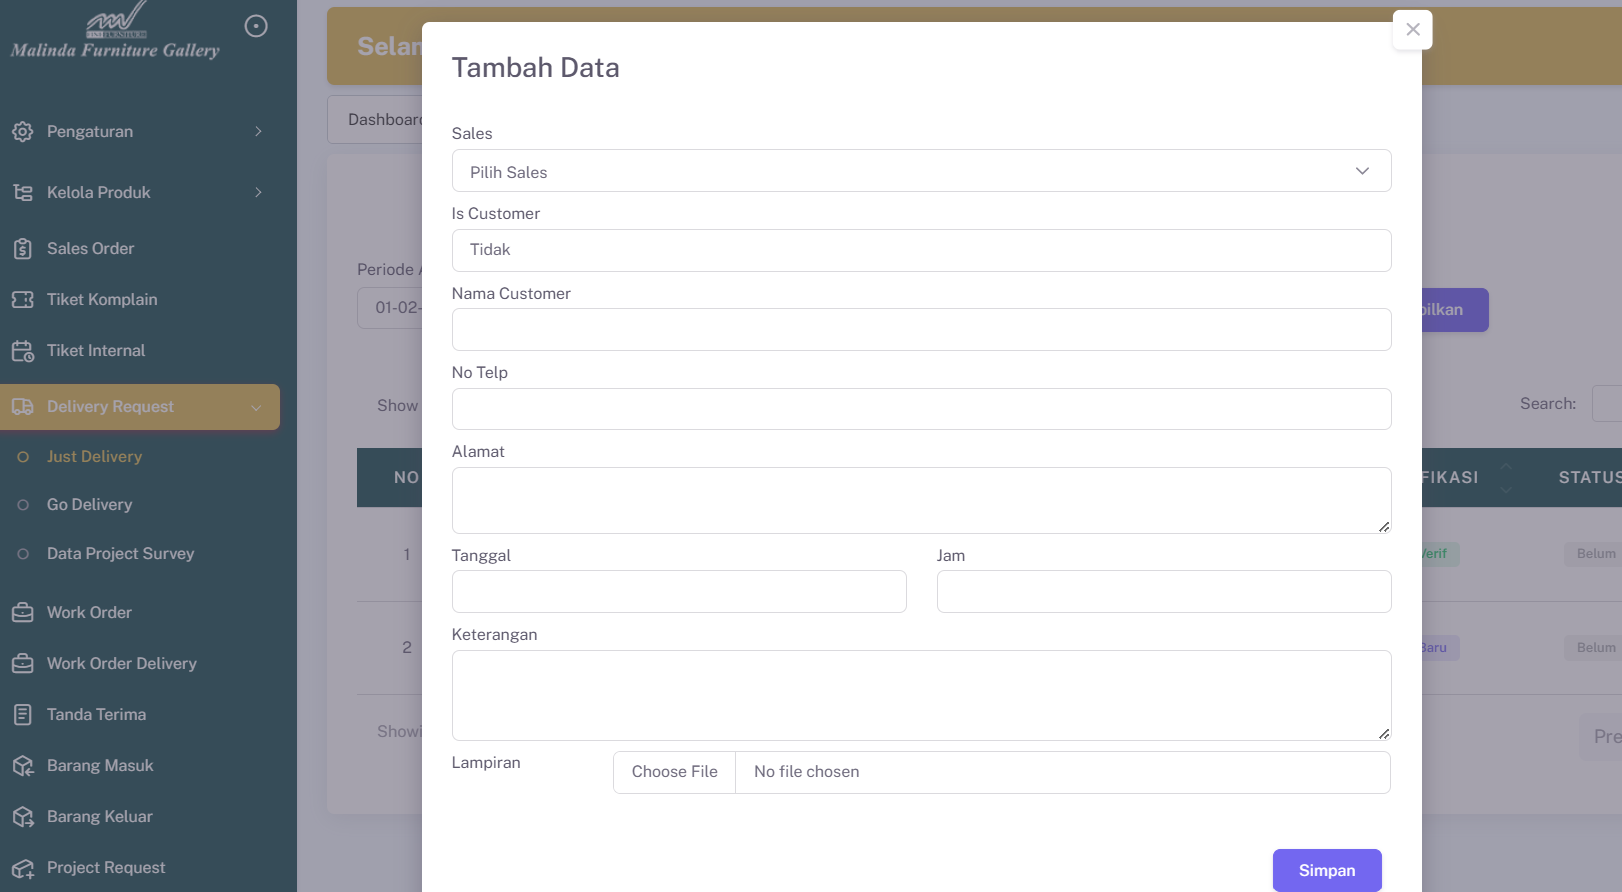 Malinda Furniture Gallery
Pengaturan
Kelola Produk
Sales Order
Tiket Komplain
Tiket Internal
Delivery Request
Just Delivery
Go Delivery
Data Project Survey
Work Order
Work Order Delivery
Tanda Terima
Barang Masuk
Barang Keluar
Project Request
Selam
Dashboard
Periode A
01-02-
Show
NO
1
2
Showi
Tambah Data
Sales
Pilih Sales
Is Customer
Tidak
Nama Customer
No Telp
Alamat
Tanggal
Jam
Keterangan
Lampiran
Choose File
No file chosen
Simpan
pilkan
Search:
FIKASI
STATUS
Verif
Belum
Baru
Belum
Pre